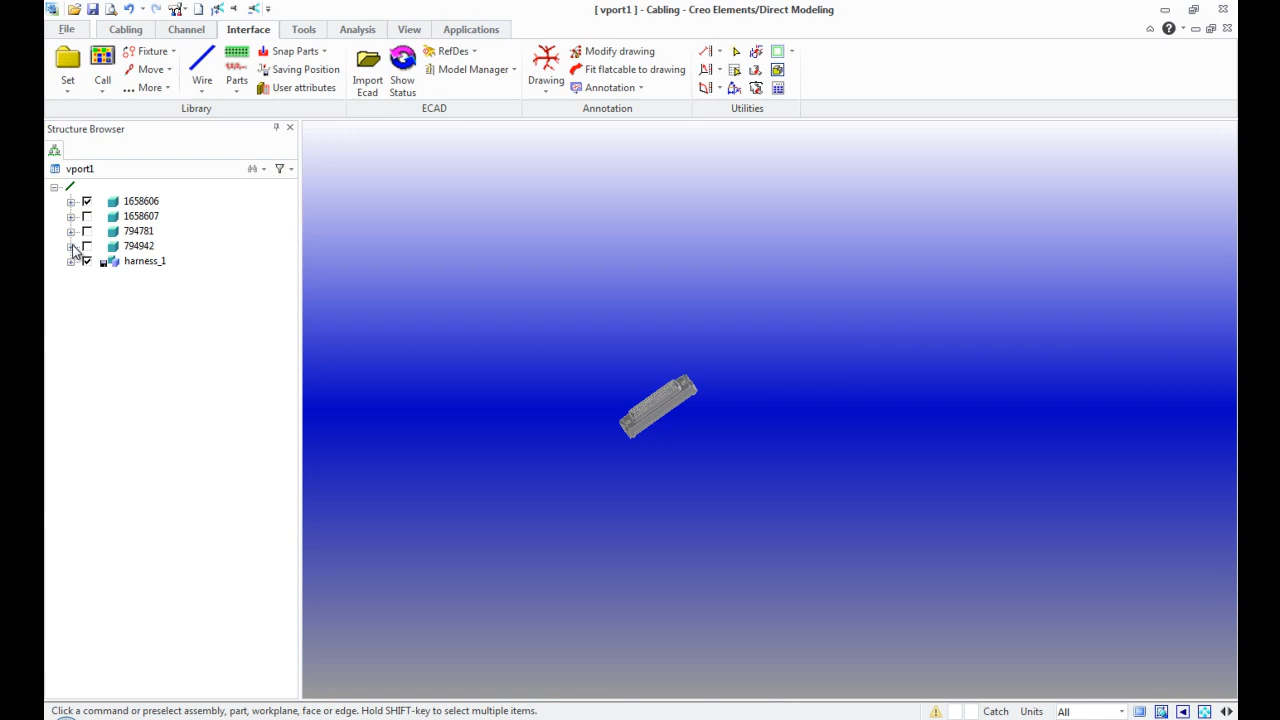 [ vport1 ] - Cabling - Creo Elements/Direct Modeling
File Cabling Channel Interface Tools Analysis View Applications
Fixture Snap Parts RefDes Modify drawing
Move Saving Position Model Manager Fit flatcable to drawing
Set Call More Wire Parts User attributes Import Ecad Show Status Drawing Annotation
Library ECAD Annotation Utilities
Structure Browser
vport1
1658606
1658607
794781
794942
harness_1
Click a command or preselect assembly, part, workplane, face or edge. Hold SHIFT-key to select multiple items. Catch Units All